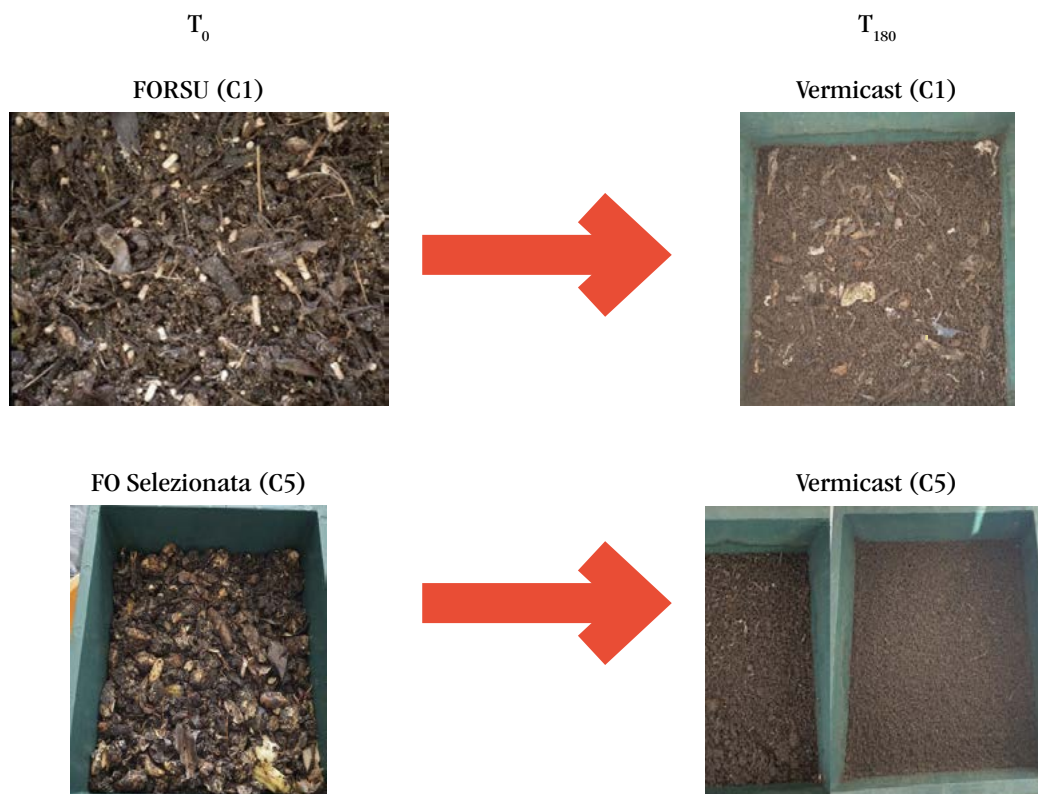 T₀
T₁₈₀
FORSU (C1)
Vermicast (C1)
FO Selezionata (C5)
Vermicast (C5)